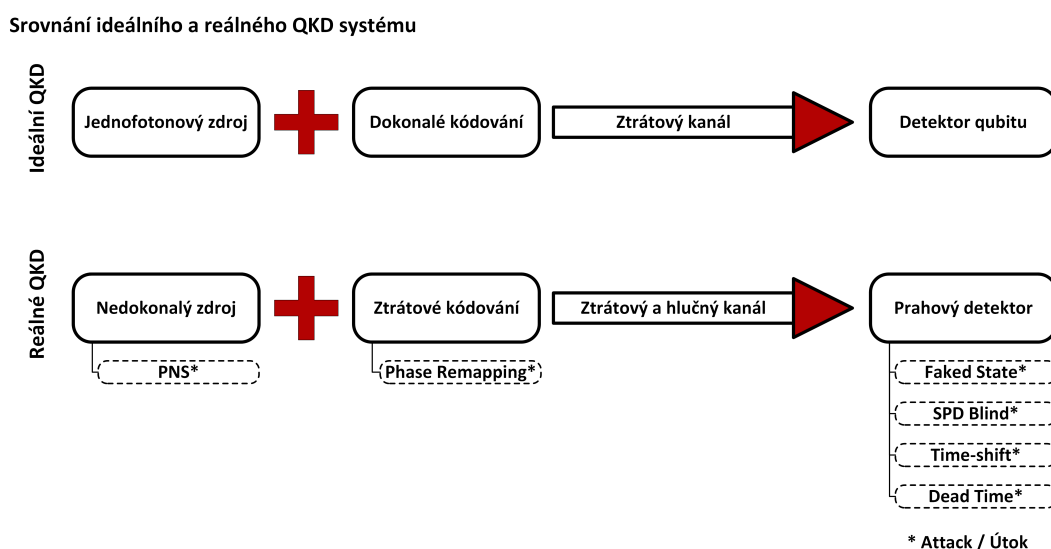 Srovnání ideálního a reálného QKD systému
Ideální QKD
Jednofotonový zdroj
Dokonalé kódování
Ztrátový kanál
Detektor qubitu
Reálné QKD
Nedokonalý zdroj
Ztrátové kódování
Ztrátový a hlučný kanál
Prahový detektor
PNS*
Phase Remapping*
Faked State*
SPD Blind*
Time-shift*
Dead Time*
* Attack / Útok